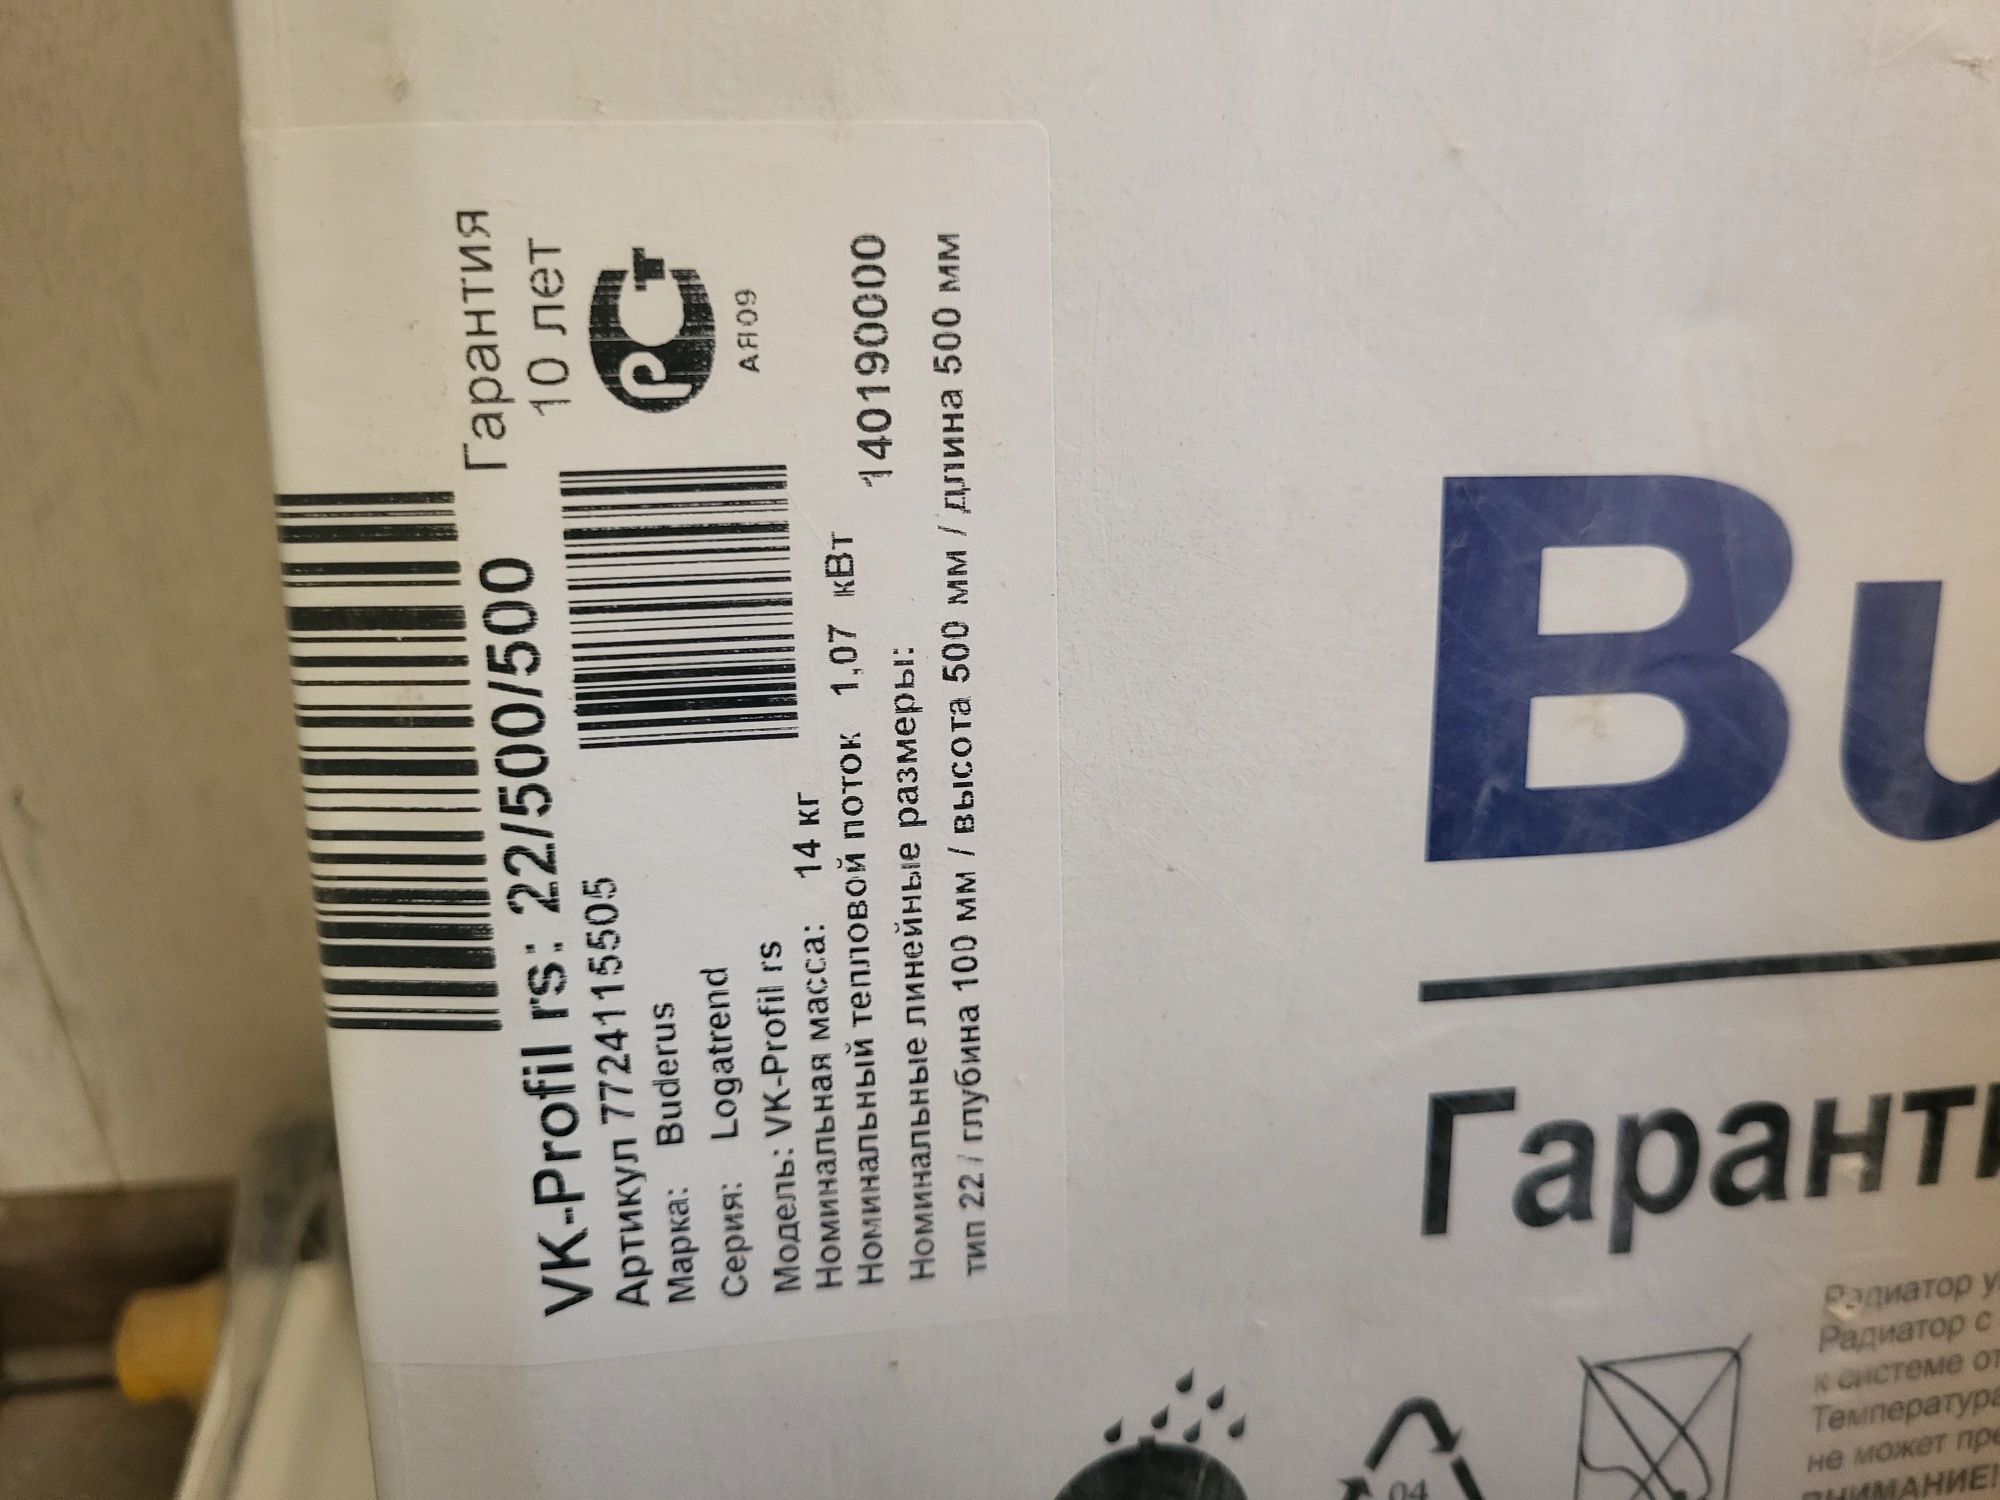 VK-Profil rs: 22/500/500
Гарантия
10 лет
Артикул 7724115505
Марка: Buderus
Серия: Logatrend
Модель: VK-Profil rs
АЯ09
Номинальная масса: 14 кг
Номинальный тепловой поток 1,07 кВт
140190000
Номинальные линейные размеры:
тип 22 / глубина 100 мм / высота 500 мм / длина 500 мм
Bu
Гаранти
04
Радиатор у
Радиатор с
к системе от
Температура
не может пре
ВНИМАНИЕ!